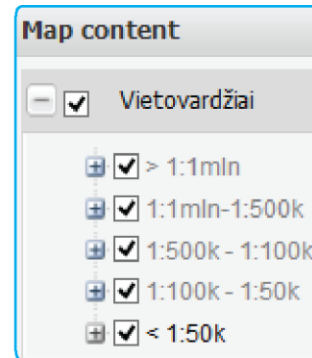 Map content
Vietovardžiai
> 1:1mln
1:1mln-1:500k
1:500k - 1:100k
1:100k - 1:50k
< 1:50k